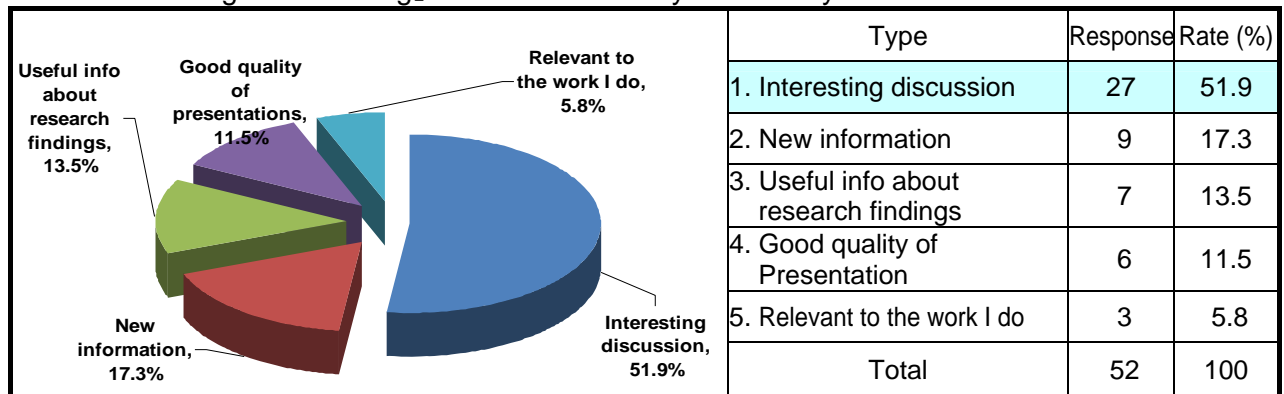 Relevant to
the work I do,
5.8%
Good quality
of
presentations,
11.5%
Useful info
about
research
findings,
13.5%
New
information,
17.3%
Interesting
discussion,
51.9%
Type Response Rate (%)
1. Interesting discussion 27 51.9
2. New information 9 17.3
3. Useful info about
research findings 7 13.5
4. Good quality of
Presentation 6 11.5
5. Relevant to the work I do 3 5.8
Total 52 100